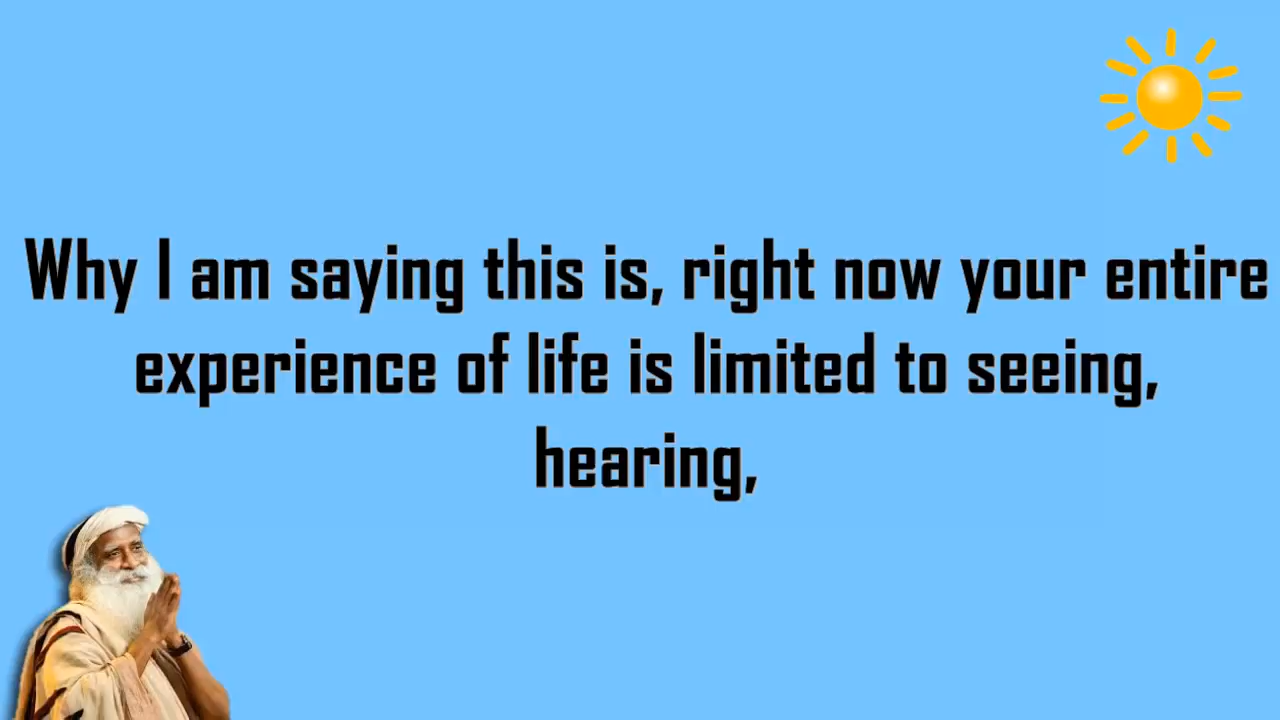 Why I am saying this is, right now your entire
experience of life is limited to seeing,
hearing,